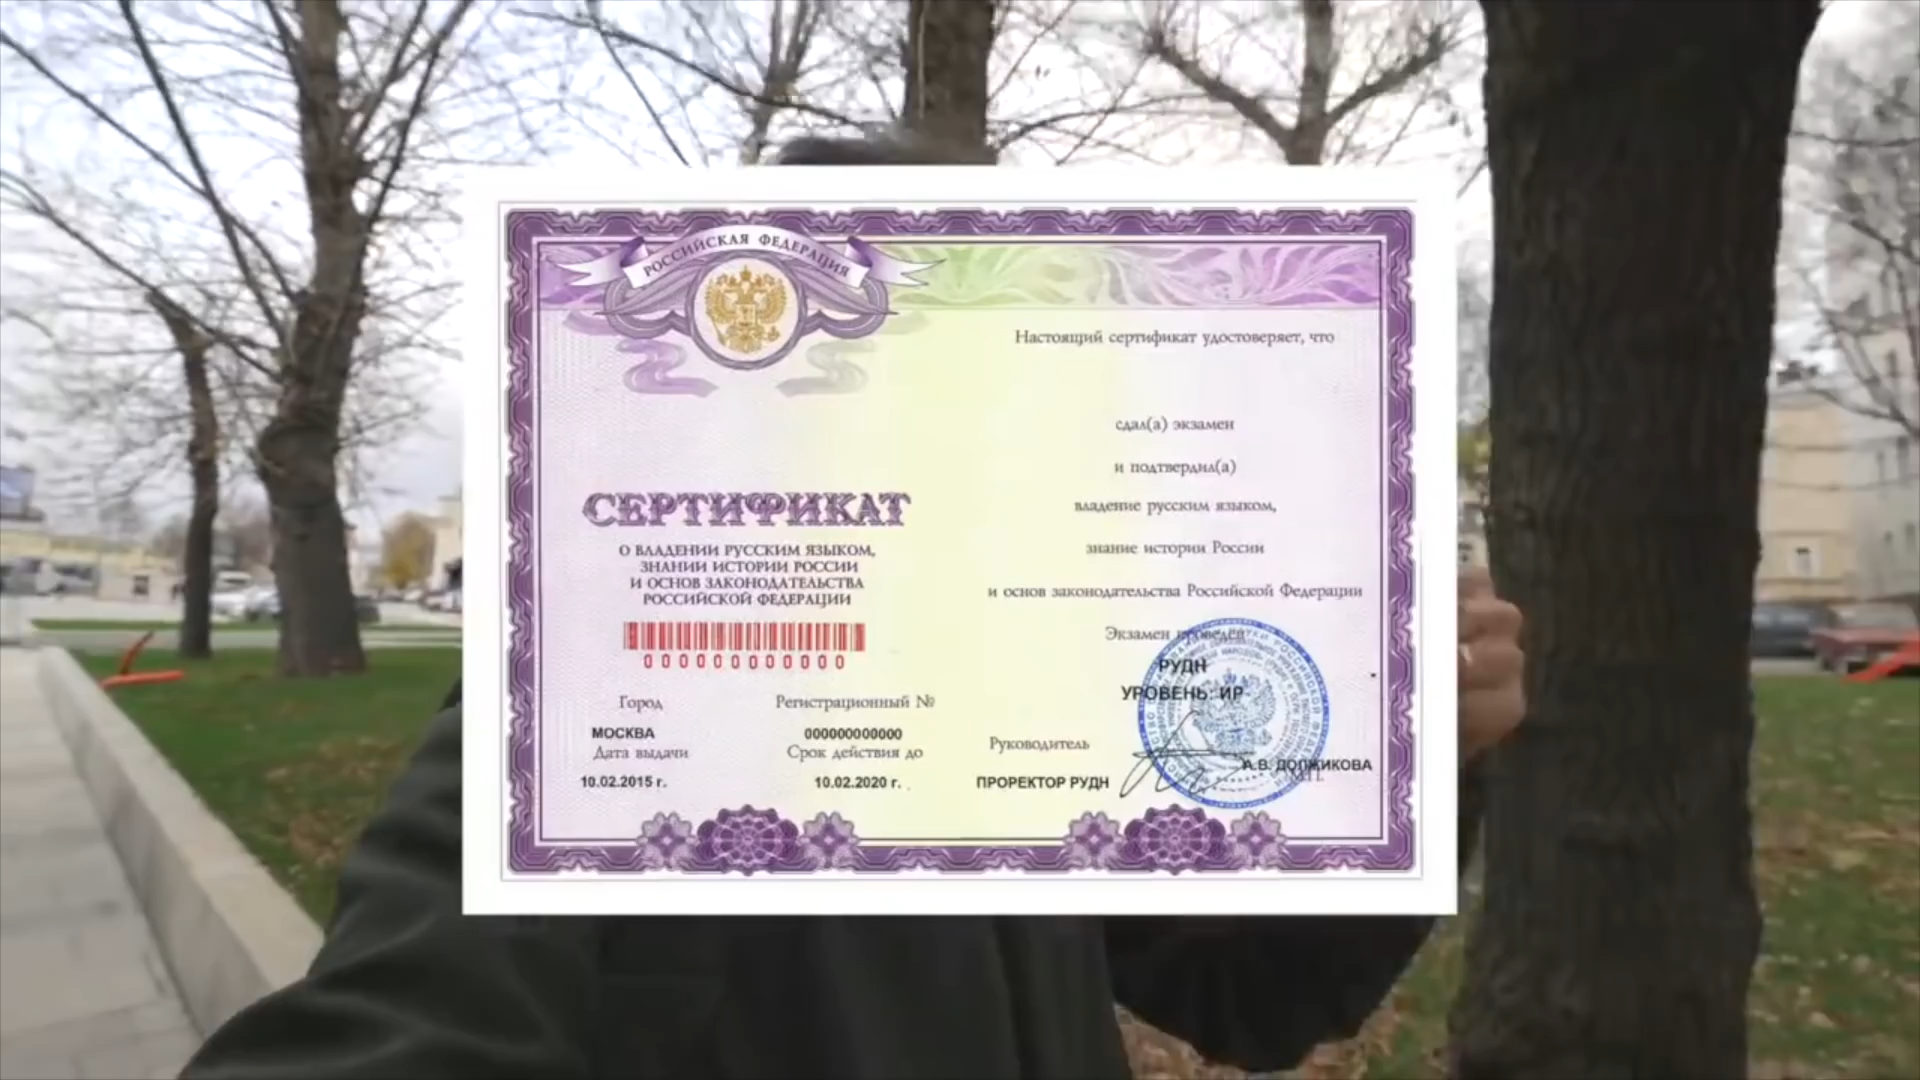 РОССИЙСКАЯ ФЕДЕРАЦИЯ
СЕРТИФИКАТ
О ВЛАДЕНИИ РУССКИМ ЯЗЫКОМ,
ЗНАНИИ ИСТОРИИ РОССИИ
И ОСНОВ ЗАКОНОДАТЕЛЬСТВА
РОССИЙСКОЙ ФЕДЕРАЦИИ
000000000000
Город
Регистрационный №
МОСКВА
000000000000
Дата выдачи
Срок действия до
10.02.2015 г.
10.02.2020 г.
Настоящий сертификат удостоверяет, что
сдал(а) экзамен
и подтвердил(а)
владение русским языком,
знание истории России
и основ законодательства Российской Федерации
Экзамен проведен
РУДН
УРОВЕНЬ: ИР
Руководитель
А.В. ДОЛЖИКОВА
М.П.
ПРОРЕКТОР РУДН